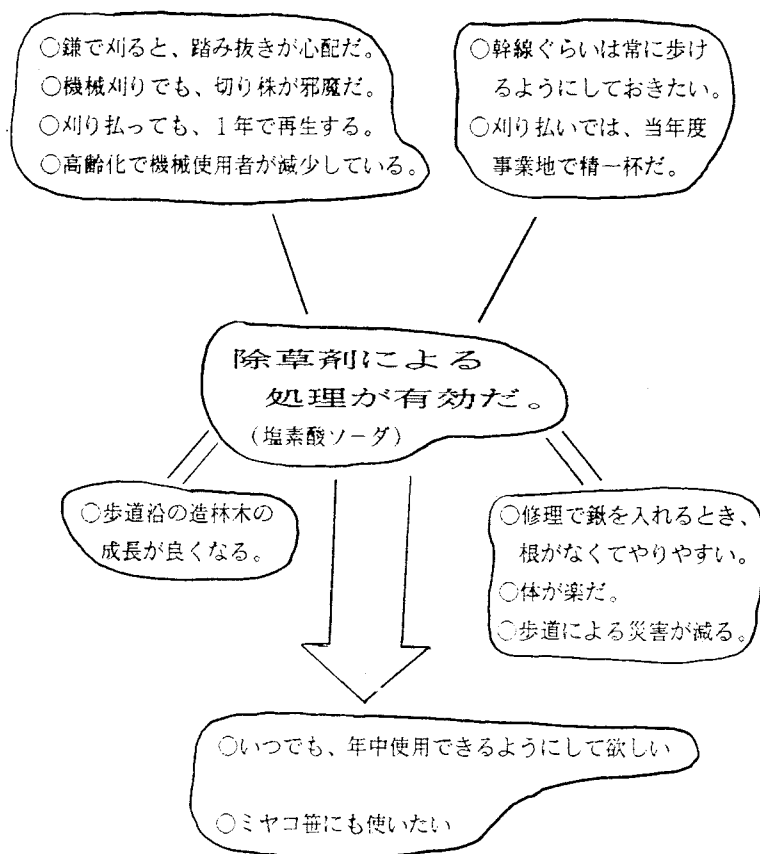 ○鎌で刈ると、踏み抜きが心配だ。
○機械刈りでも、切り株が邪魔だ。
○刈り払っても、1年で再生する。
○高齢化で機械使用者が減少している。
○幹線ぐらいは常に歩け
るようにしておきたい。
○刈り払いでは、当年度
事業地で精一杯だ。
除草剤による
処理が有効だ。
(塩素酸ソーダ)
○歩道沿の造林木の
成長が良くなる。
○修理で鍬を入れるとき、
根がなくてやりやすい。
○体が楽だ。
○歩道による災害が減る。
○いつでも、年中使用できるようにして欲しい
○ミヤコ笹にも使いたい